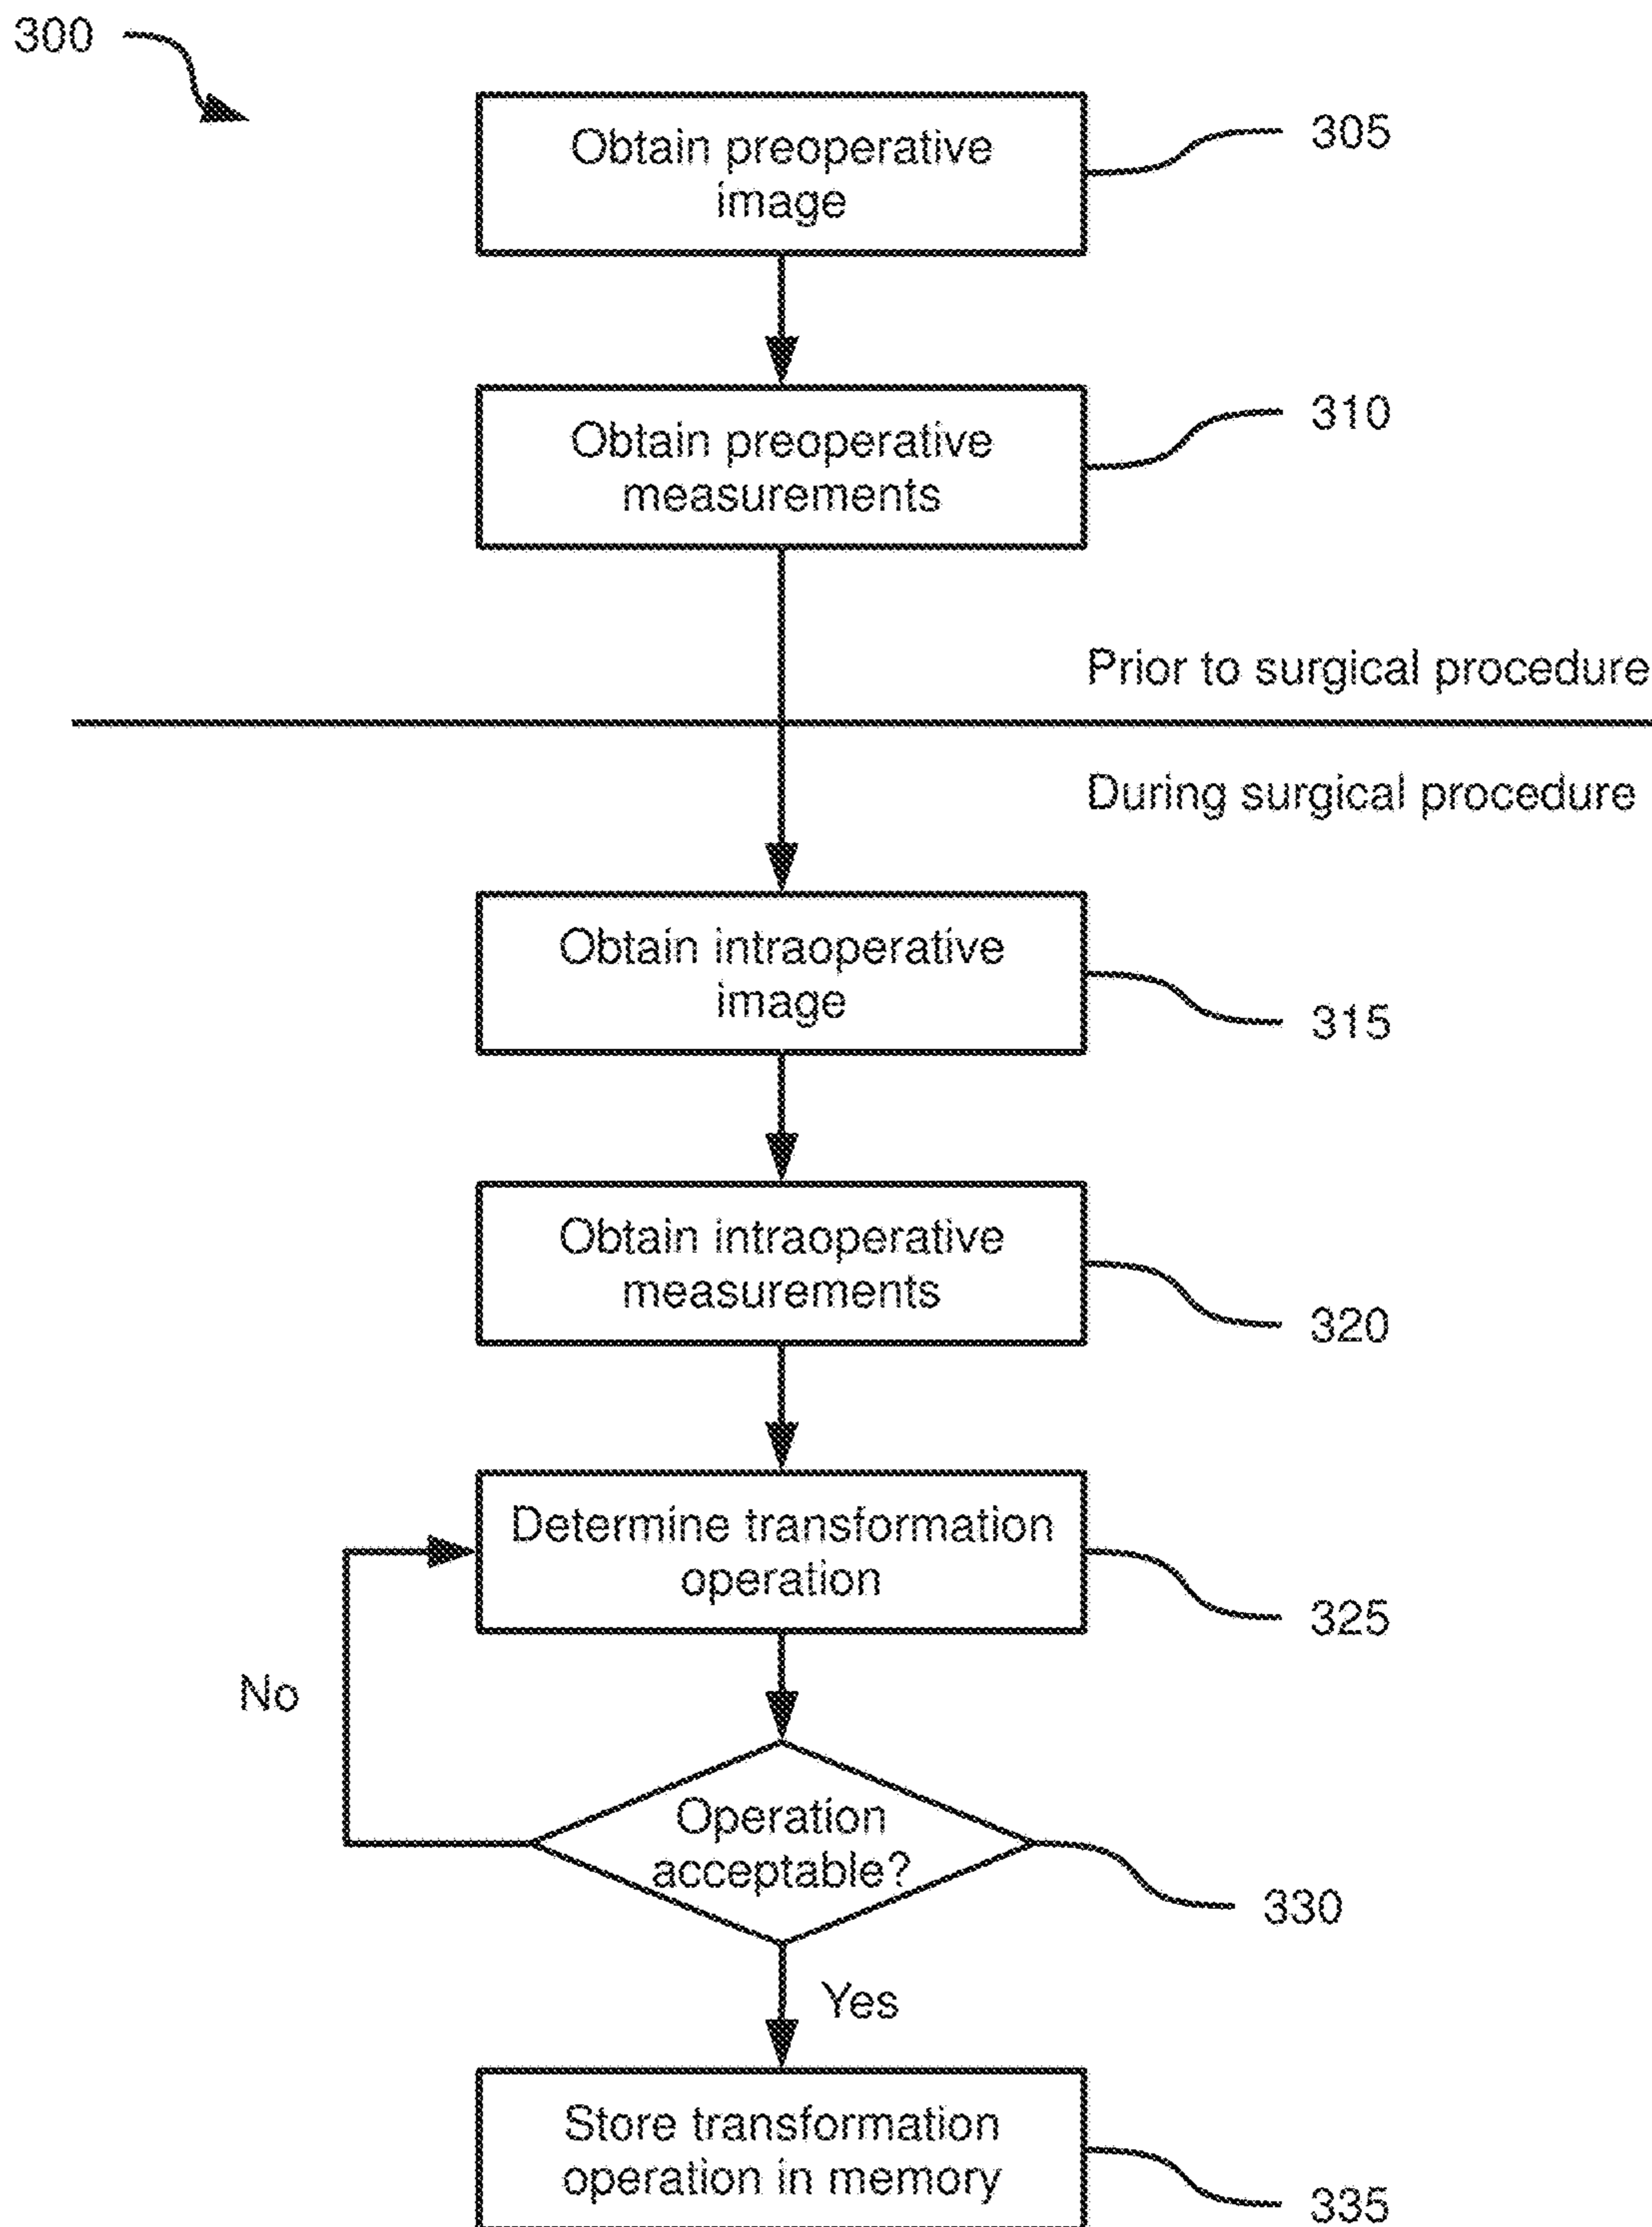 300
Obtain preoperative
image
305
Obtain preoperative
measurements
310
Prior to surgical procedure
During surgical procedure
Obtain intraoperative
image
315
Obtain intraoperative
measurements
320
Determine transformation
operation
325
No
Operation
acceptable?
330
Yes
Store transformation
operation in memory
335